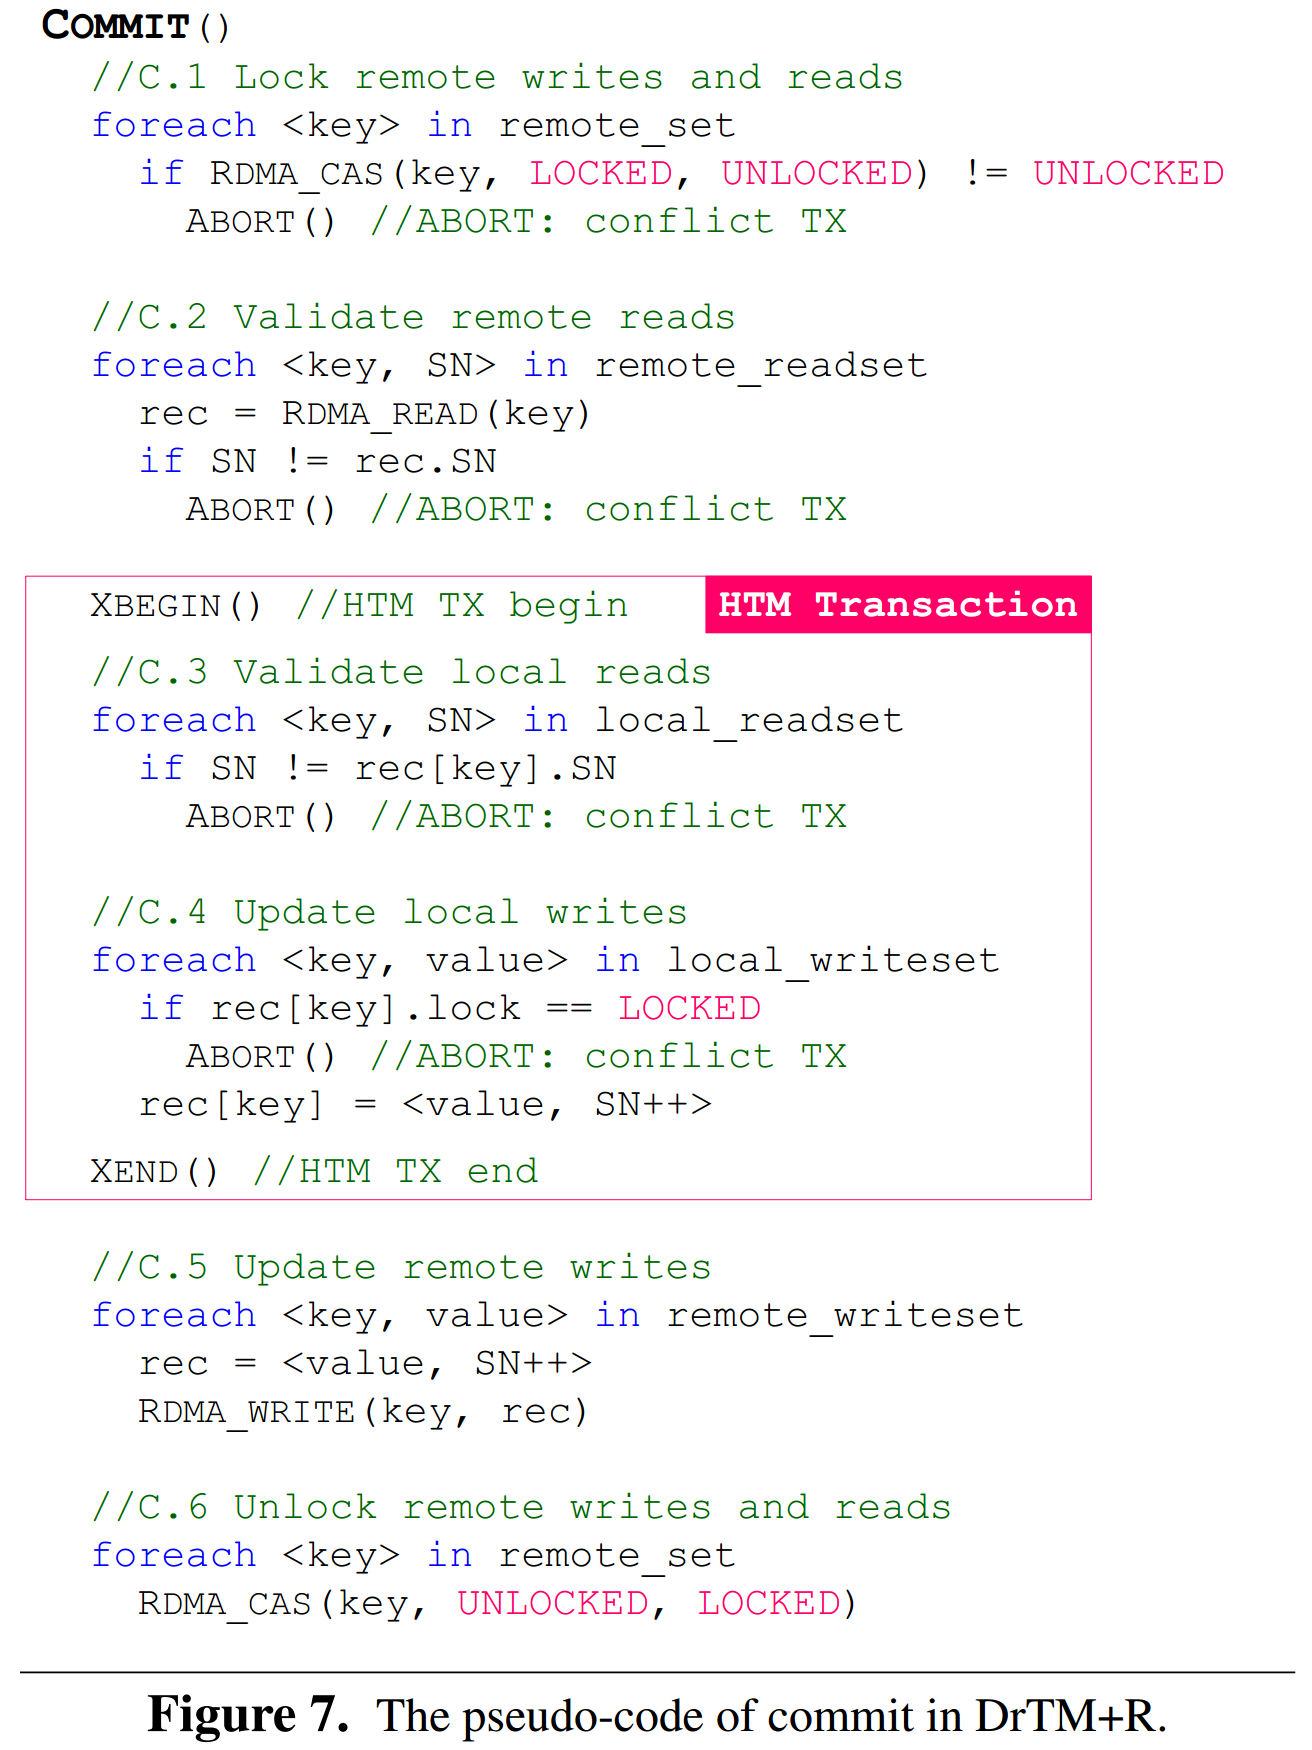 COMMIT()
//C.1 Lock remote writes and reads
foreach <key> in remote_set
if RDMA_CAS(key, LOCKED, UNLOCKED) != UNLOCKED
ABORT() //ABORT: conflict TX
//C.2 Validate remote reads
foreach <key, SN> in remote_readset
rec = RDMA_READ(key)
if SN != rec.SN
ABORT() //ABORT: conflict TX
XBEGIN() //HTM TX begin HTM Transaction
//C.3 Validate local reads
foreach <key, SN> in local_readset
if SN != rec[key].SN
ABORT() //ABORT: conflict TX
//C.4 Update local writes
foreach <key, value> in local_writeset
if rec[key].lock == LOCKED
ABORT() //ABORT: conflict TX
rec[key] = <value, SN++>
XEND() //HTM TX end
//C.5 Update remote writes
foreach <key, value> in remote_writeset
rec = <value, SN++>
RDMA_WRITE(key, rec)
//C.6 Unlock remote writes and reads
foreach <key> in remote_set
RDMA_CAS(key, UNLOCKED, LOCKED)
Figure 7. The pseudo-code of commit in DrTM+R.